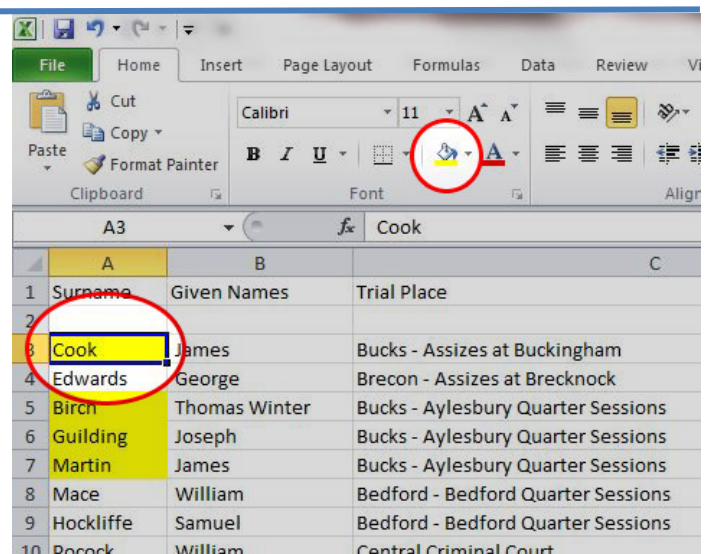 File Home Insert Page Layout Formulas Data Review
Cut
Calibri 11 A A
Copy
Paste
B I U A
Format Painter
Clipboard Font
A3 fx Cook
A B C
1 Surname Given Names Trial Place
2
3 Cook James Bucks - Assizes at Buckingham
4 Edwards George Brecon - Assizes at Brecknock
5 Birch Thomas Winter Bucks - Aylesbury Quarter Sessions
6 Guilding Joseph Bucks - Aylesbury Quarter Sessions
7 Martin James Bucks - Aylesbury Quarter Sessions
8 Mace William Bedford - Bedford Quarter Sessions
9 Hockliffe Samuel Bedford - Bedford Quarter Sessions
10 Pocock William Central Criminal Court